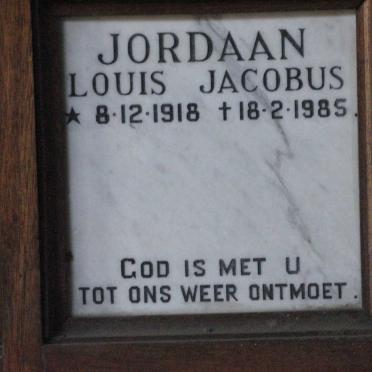 JORDAAN
LOUIS JACOBUS
★ 8·12·1918 ✝18·2·1985.
GOD IS MET U
TOT ONS WEER ONTMOET.